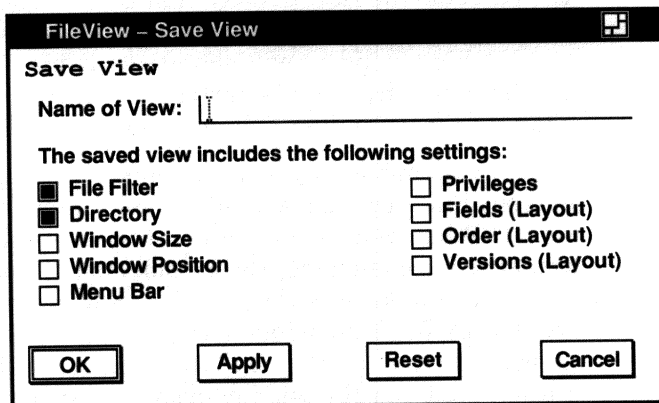 FileView – Save View
Save View
Name of View:
The saved view includes the following settings:
File Filter
Directory
Window Size
Window Position
Menu Bar
Privileges
Fields (Layout)
Order (Layout)
Versions (Layout)
OK Apply Reset Cancel